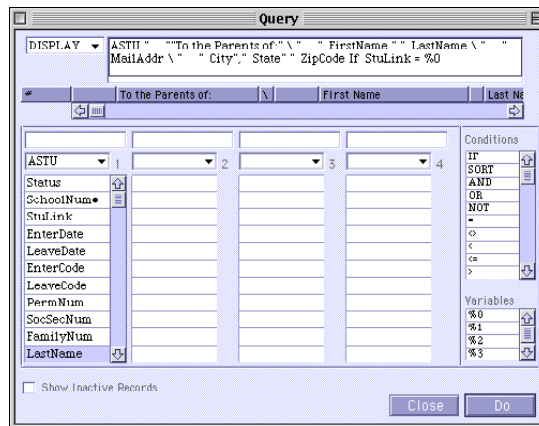 Query
DISPLAY
ASTU " ""To the Parents of:" \ " " FirstName " " LastName \ " "
MailAddr \ " " City"," State" " ZipCode If StuLink = %0
# To the Parents of: \ First Name Last Na
Conditions
ASTU 1 2 3 4
Status
SchoolNum•
StuLink
EnterDate
LeaveDate
EnterCode
LeaveCode
PermNum
SocSecNum
FamilyNum
LastName
IF
SORT
AND
OR
NOT
=
<>
<
<=
>
Variables
%0
%1
%2
%3
Show Inactive Records
Close Do